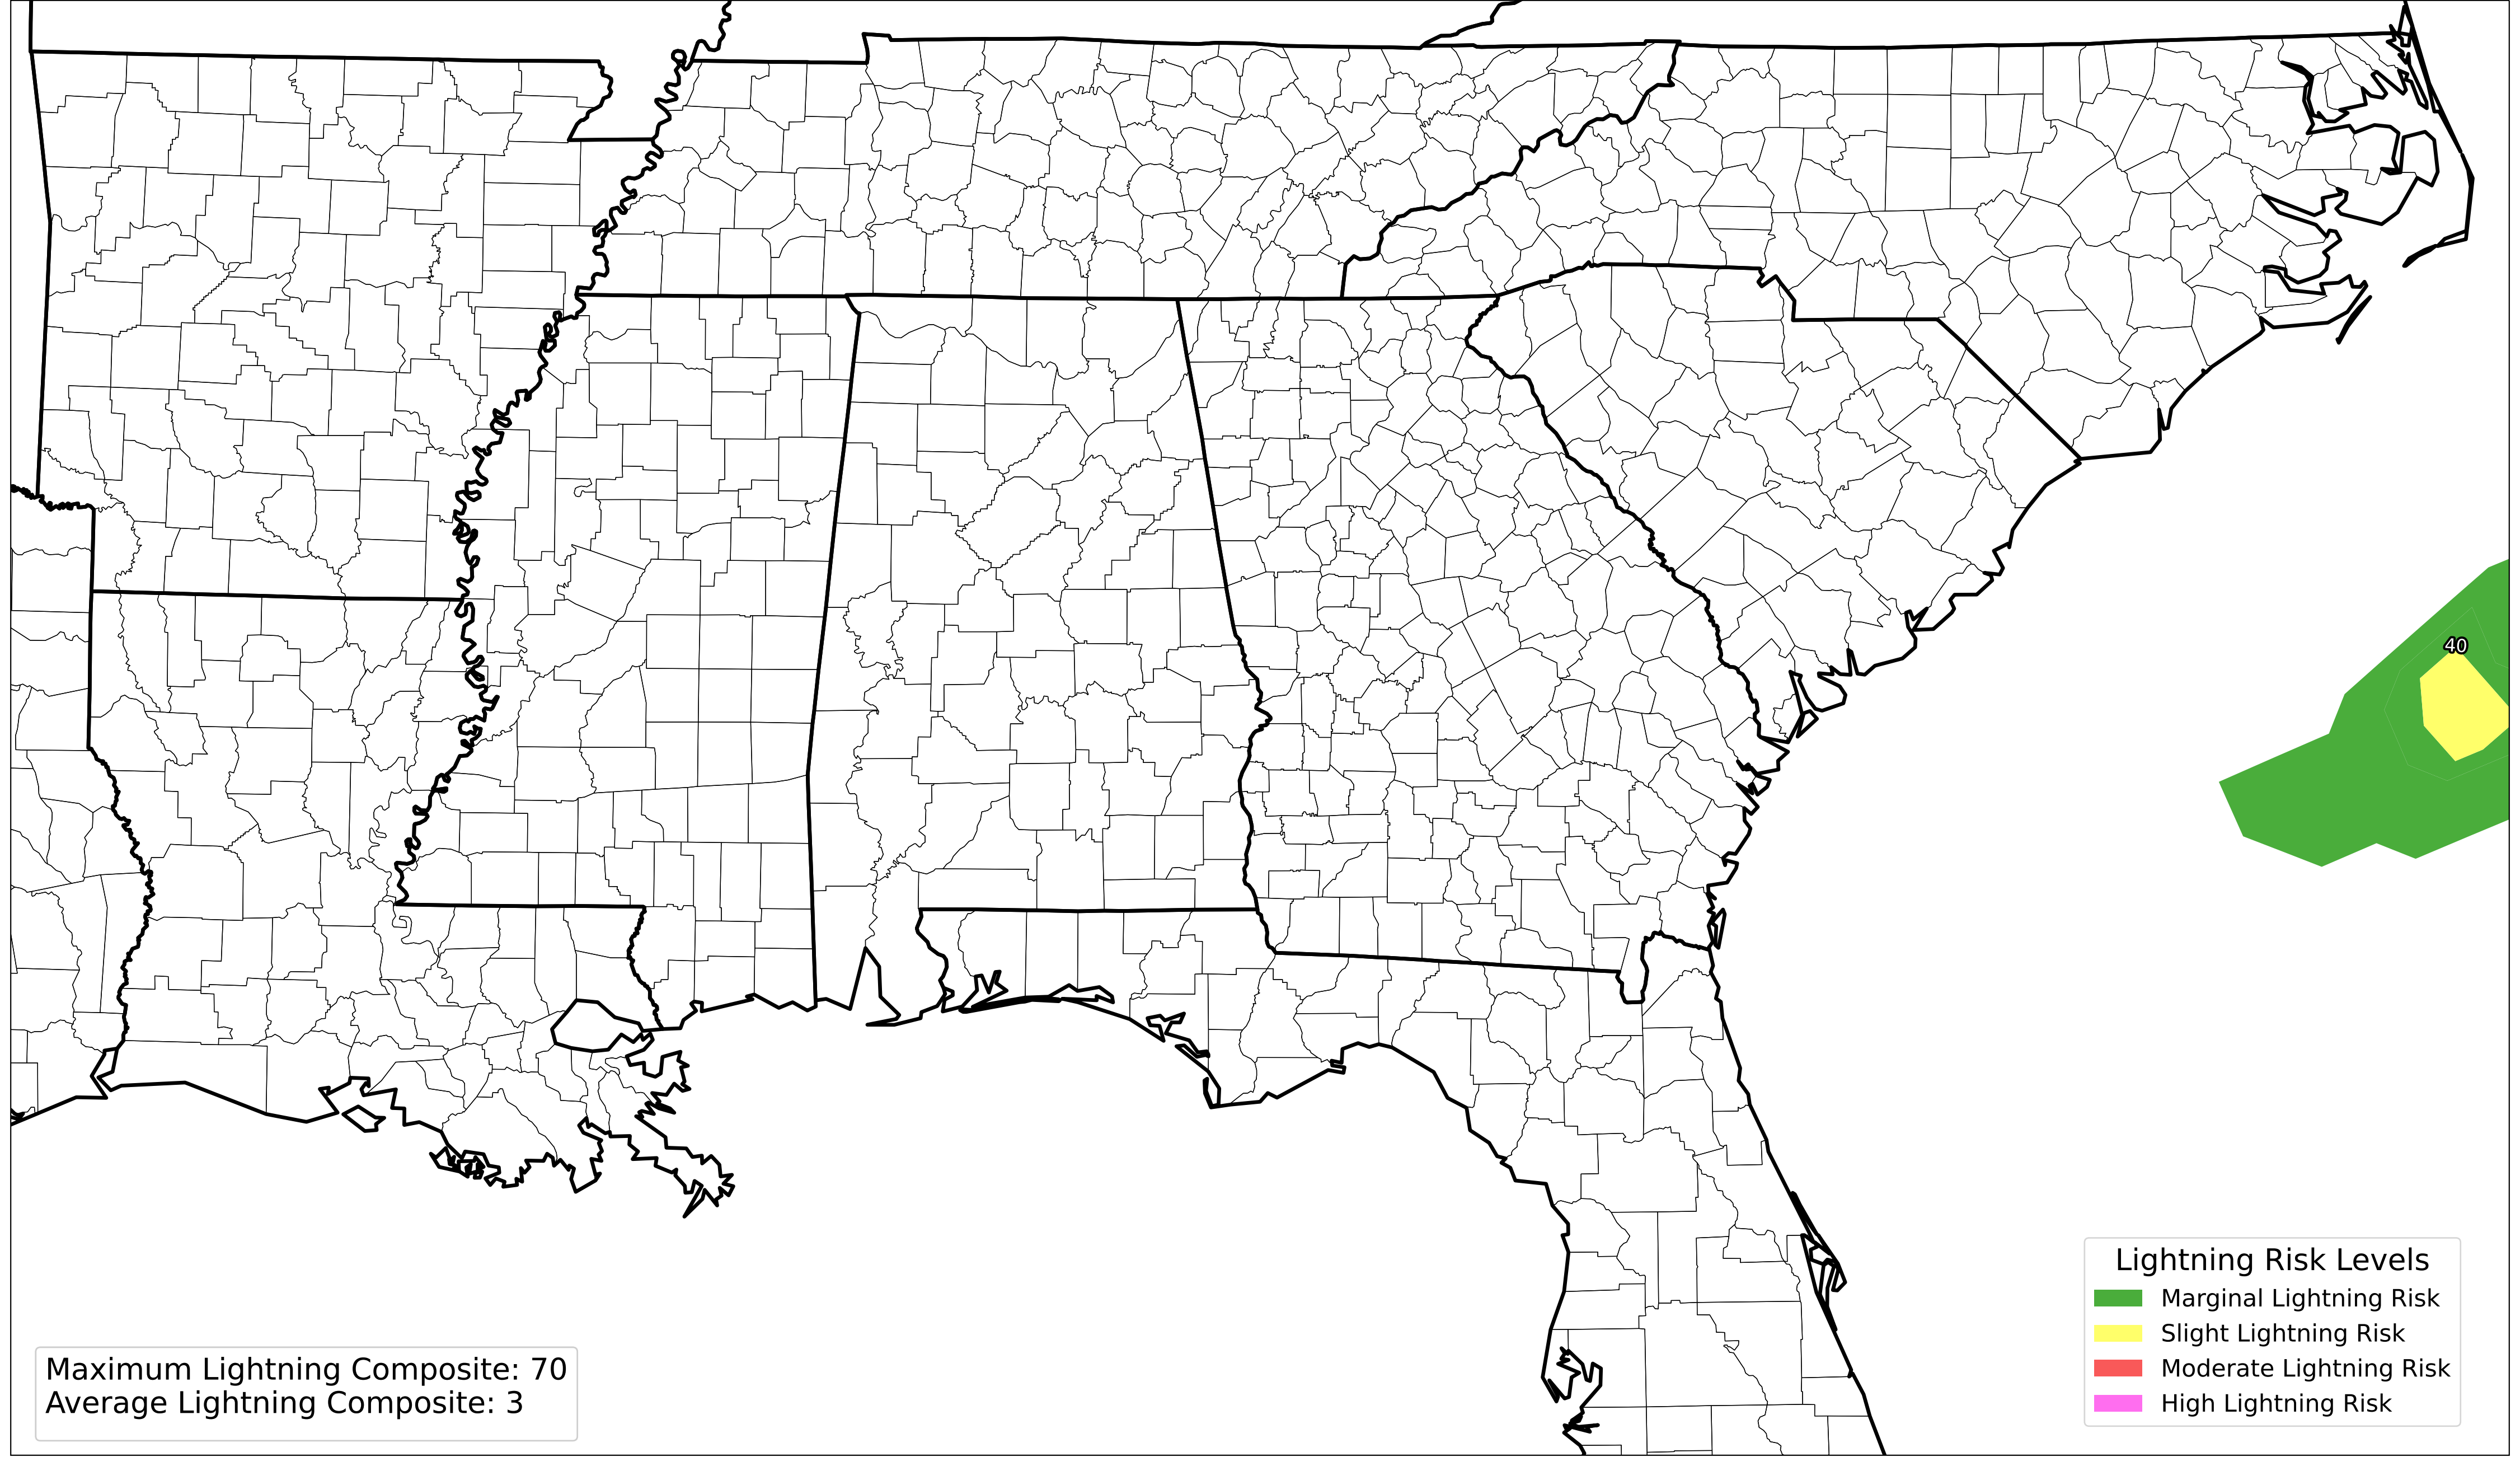 40
Lightning Risk Levels
Marginal Lightning Risk
Slight Lightning Risk
Moderate Lightning Risk
High Lightning Risk
Maximum Lightning Composite: 70
Average Lightning Composite: 3